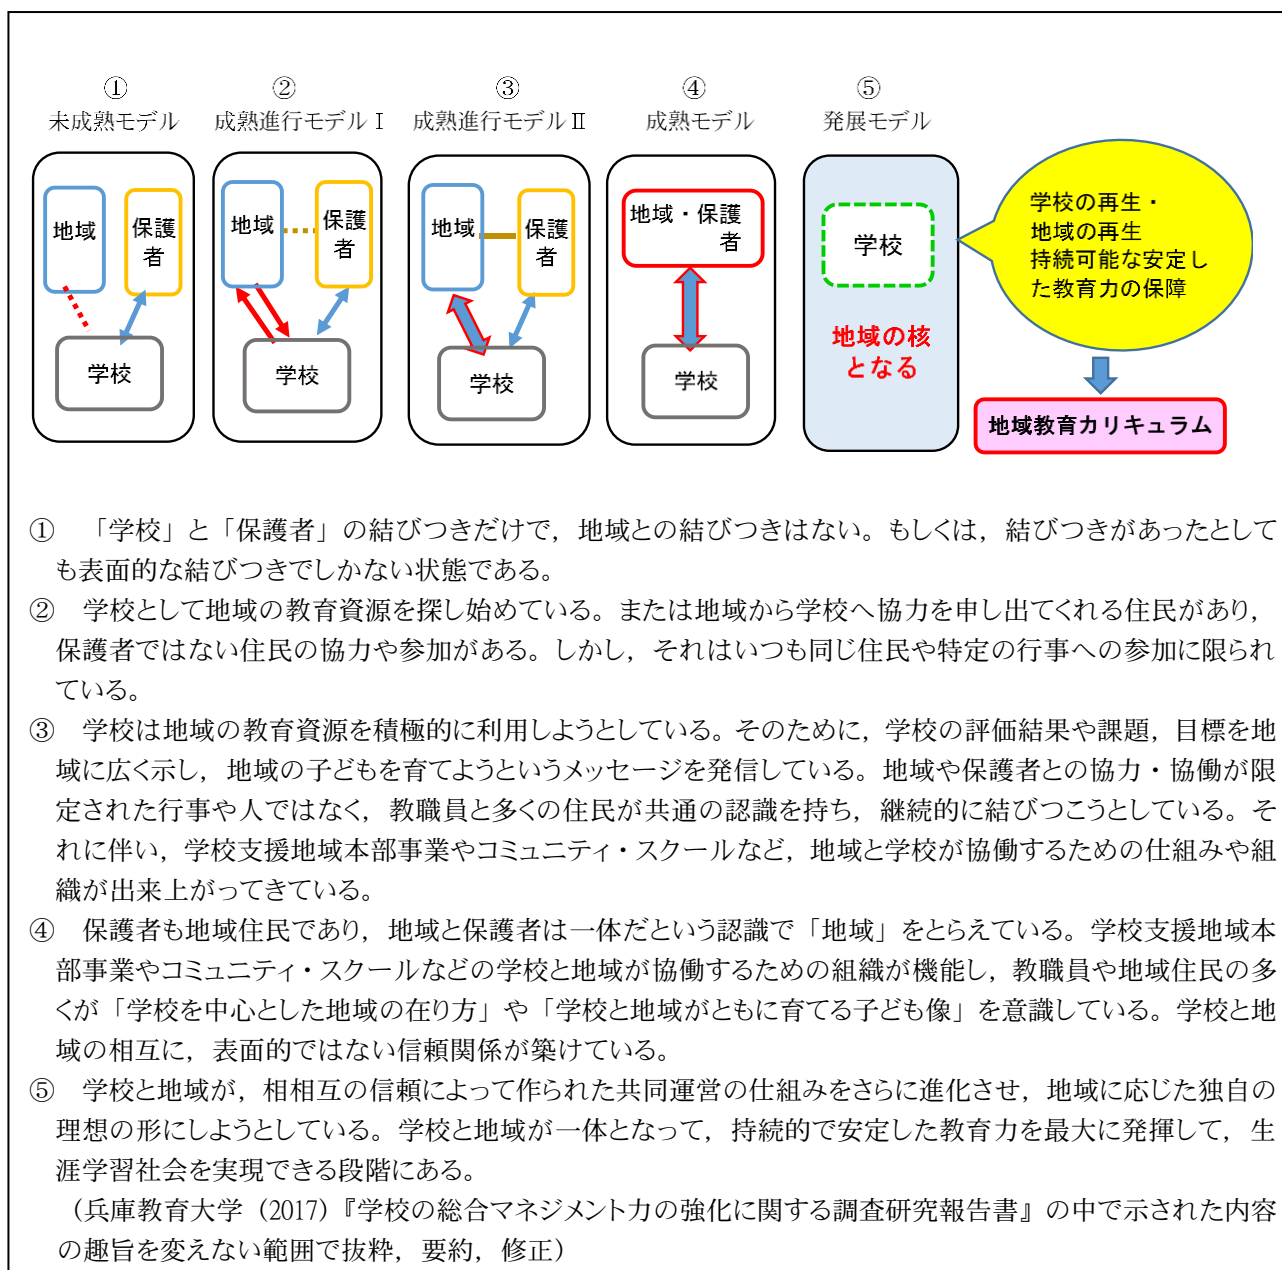 ①
未成熟モデル
②
成熟進行モデルⅠ
③
成熟進行モデルⅡ
④
成熟モデル
⑤
発展モデル
地域
保護
者
学校
地域
保護
者
学校
地域
保護
者
学校
地域・保護
者
学校
学校
地域の核
となる
学校の再生・
地域の再生
持続可能な安定し
た教育力の保障
地域教育カリキュラム
①　「学校」と「保護者」の結びつきだけで，地域との結びつきはない。もしくは，結びつきがあったとして
も表面的な結びつきでしかない状態である。
②　学校として地域の教育資源を探し始めている。または地域から学校へ協力を申し出てくれる住民があり，
保護者ではない住民の協力や参加がある。しかし，それはいつも同じ住民や特定の行事への参加に限られ
ている。
③　学校は地域の教育資源を積極的に利用しようとしている。そのために，学校の評価結果や課題，目標を地
域に広く示し，地域の子どもを育てようというメッセージを発信している。地域や保護者との協力・協働が限
定された行事や人ではなく，教職員と多くの住民が共通の認識を持ち，継続的に結びつこうとしている。そ
れに伴い，学校支援地域本部事業やコミュニティ・スクールなど，地域と学校が協働するための仕組みや組
織が出来上がってきている。
④　保護者も地域住民であり，地域と保護者は一体だという認識で「地域」をとらえている。学校支援地域本
部事業やコミュニティ・スクールなどの学校と地域が協働するための組織が機能し，教職員や地域住民の多
くが「学校を中心とした地域の在り方」や「学校と地域がともに育てる子ども像」を意識している。学校と地
域の相互に，表面的ではない信頼関係が築けている。
⑤　学校と地域が，相相互の信頼によって作られた共同運営の仕組みをさらに進化させ，地域に応じた独自の
理想の形にしようとしている。学校と地域が一体となって，持続的で安定した教育力を最大に発揮して，生
涯学習社会を実現できる段階にある。
（兵庫教育大学（2017）『学校の総合マネジメント力の強化に関する調査研究報告書』の中で示された内容
の趣旨を変えない範囲で抜粋，要約，修正）